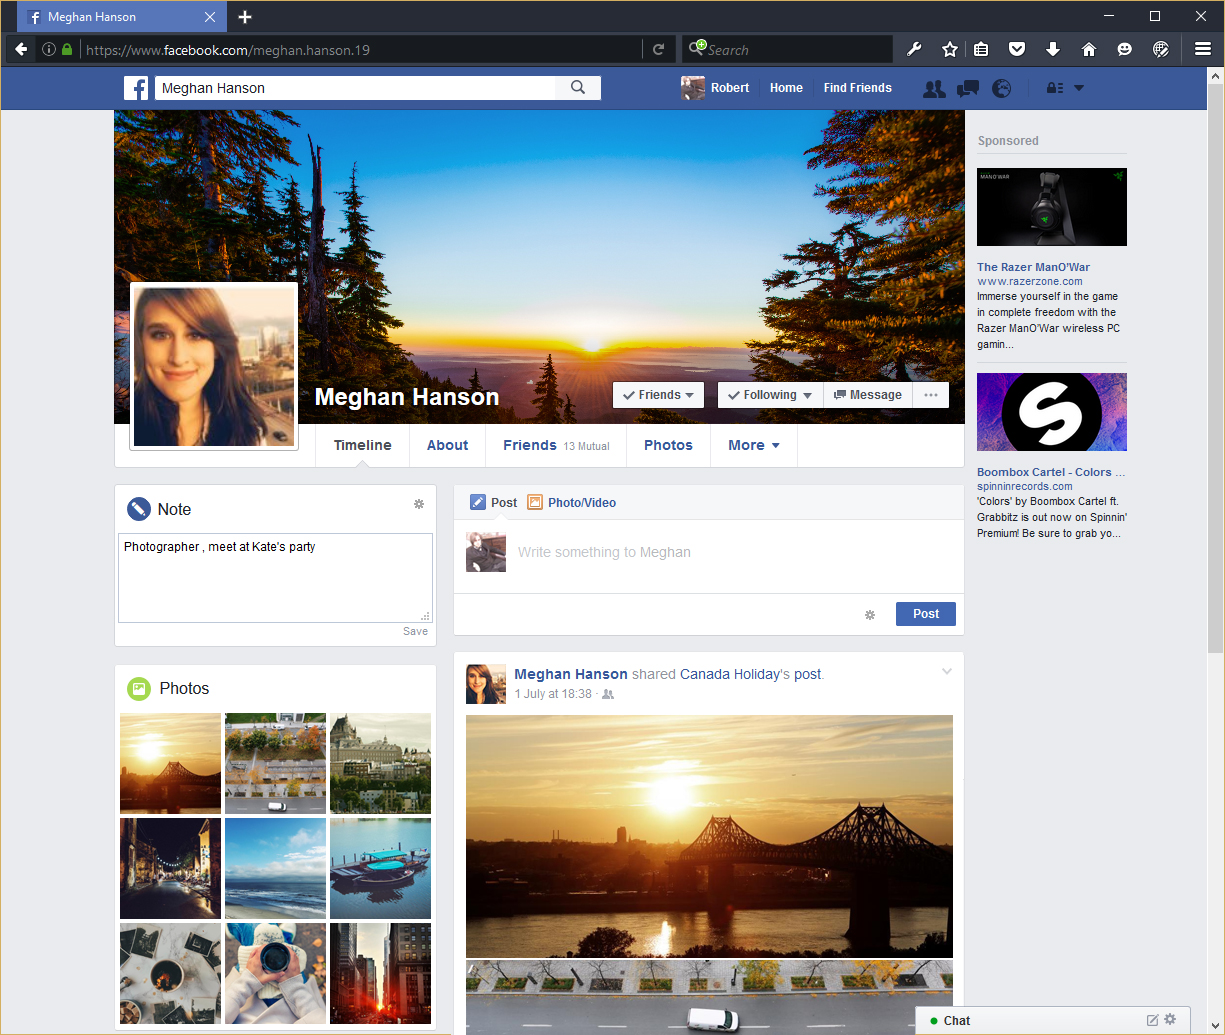 Meghan Hanson
https://www.facebook.com/meghan.hanson.19
Search
Meghan Hanson
Robert
Home
Find Friends
Meghan Hanson
Friends
Following
Message
Timeline
About
Friends 13 Mutual
Photos
More
Sponsored
MANO'WAR
The Razer ManO'War
www.razerzone.com
Immerse yourself in the game
in complete freedom with the
Razer ManO'War wireless PC
gamin...
Boombox Cartel - Colors ...
spinninrecords.com
'Colors' by Boombox Cartel ft.
Grabbitz is out now on Spinnin'
Premium! Be sure to grab yo...
Note
Photographer , meet at Kate's party
Save
Photos
Post
Photo/Video
Write something to Meghan
Post
Meghan Hanson shared Canada Holiday's post.
1 July at 18:38 ·
Chat